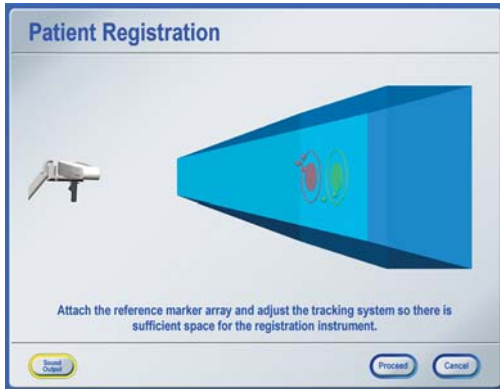 Patient Registration
Attach the reference marker array and adjust the tracking system so there is
sufficient space for the registration instrument.
Sound
Output
Proceed
Cancel